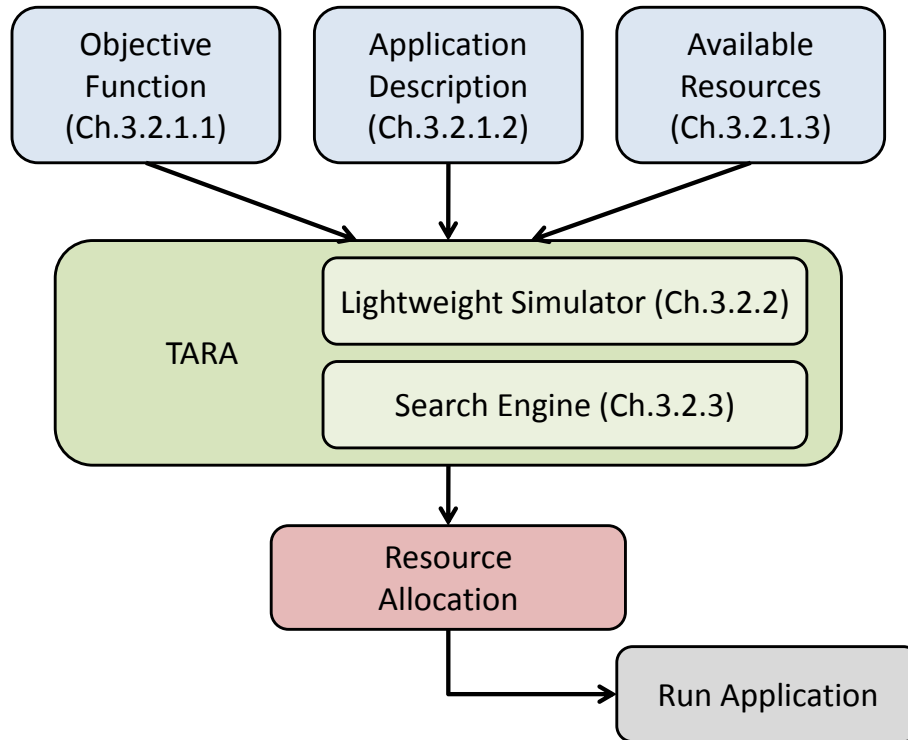 Objective
Function
(Ch.3.2.1.1)
Application
Description
(Ch.3.2.1.2)
Available
Resources
(Ch.3.2.1.3)
TARA
Lightweight Simulator (Ch.3.2.2)
Search Engine (Ch.3.2.3)
Resource
Allocation
Run Application